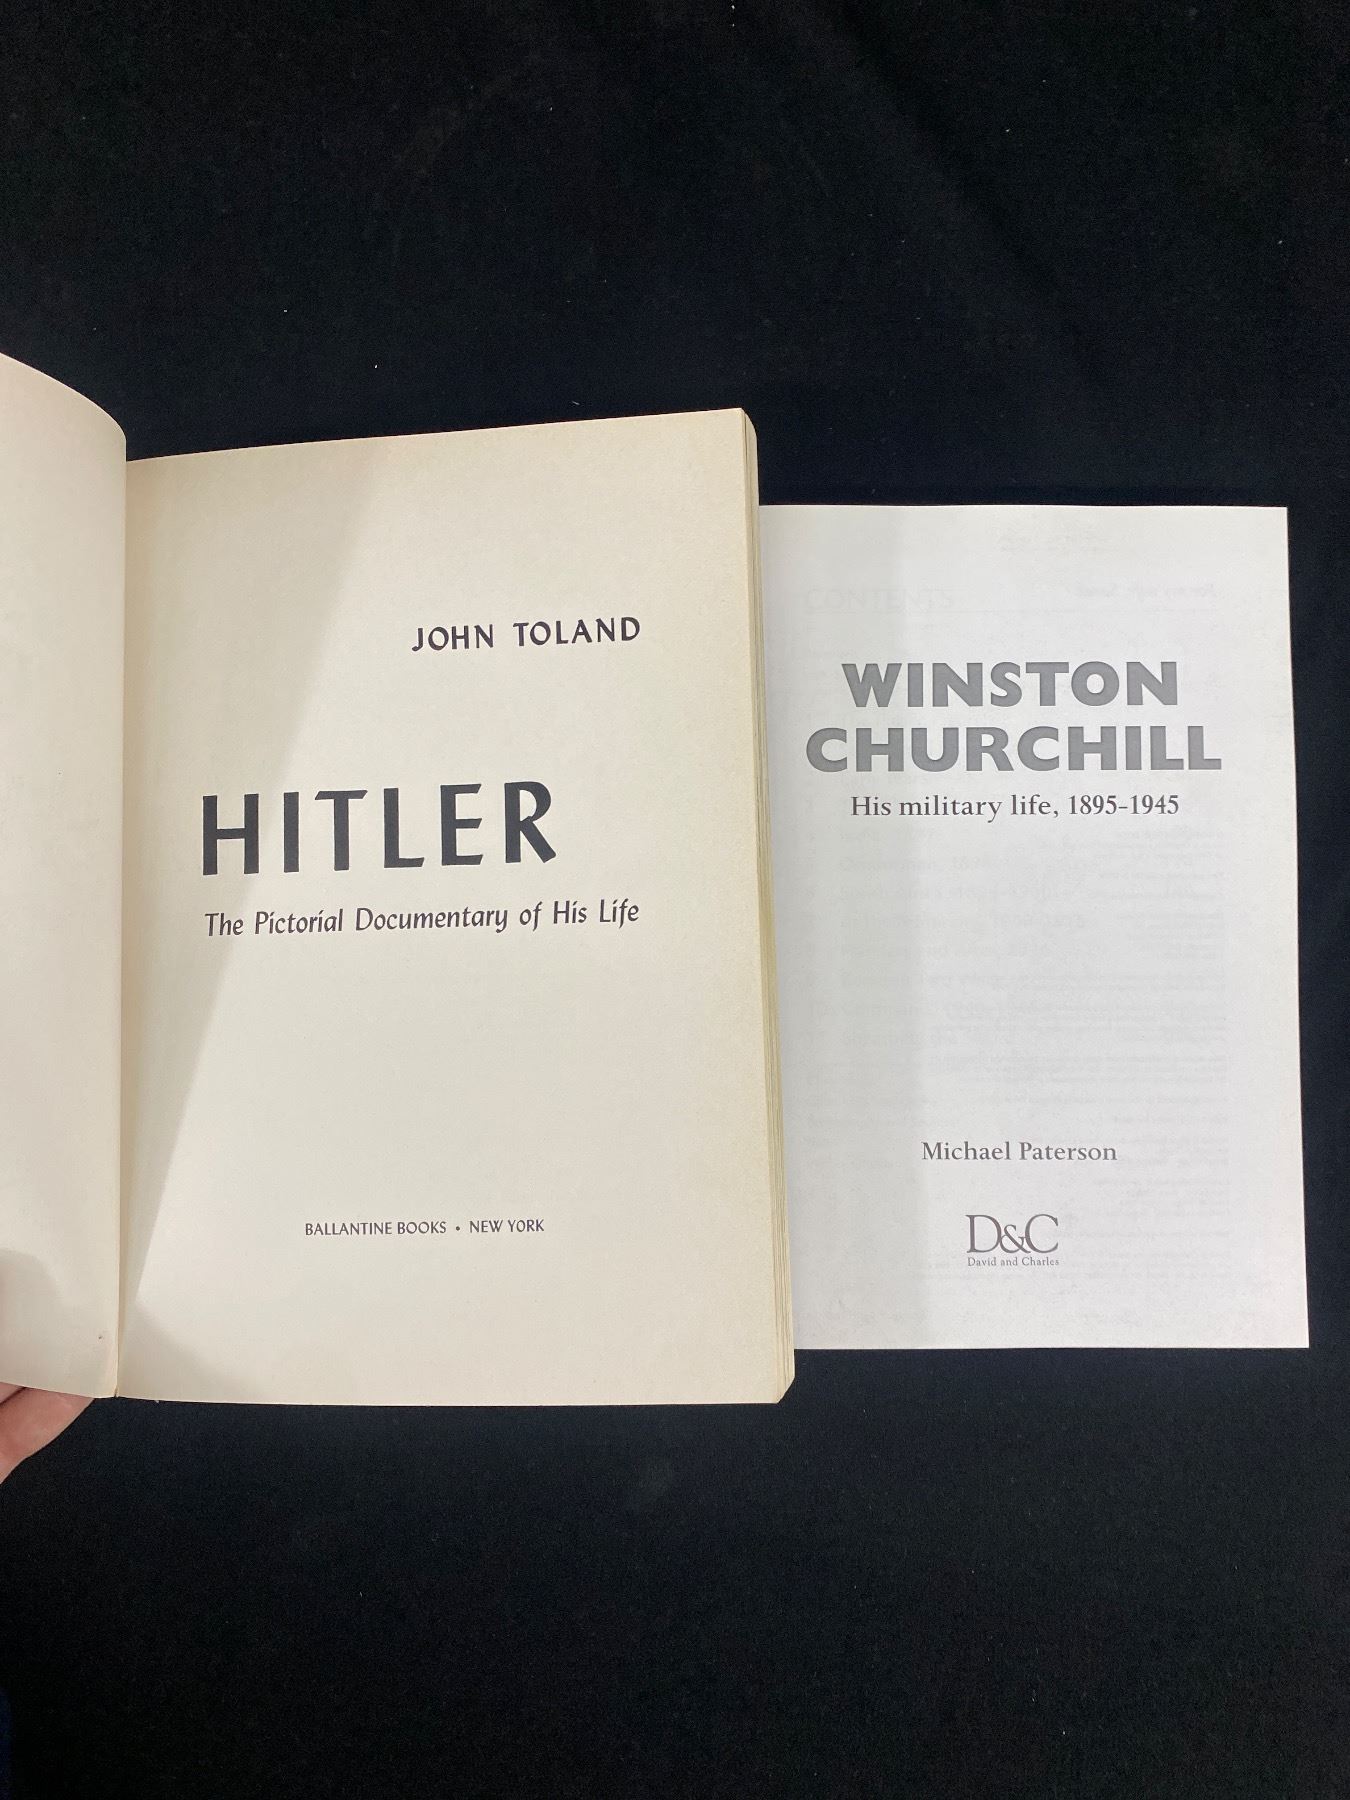 JOHN TOLAND
HITLER
The Pictorial Documentary of His Life
BALLANTINE BOOKS • NEW YORK
CONTENTS
WINSTON
CHURCHILL
His military life, 1895–1945
Michael Paterson
D&C
David and Charles